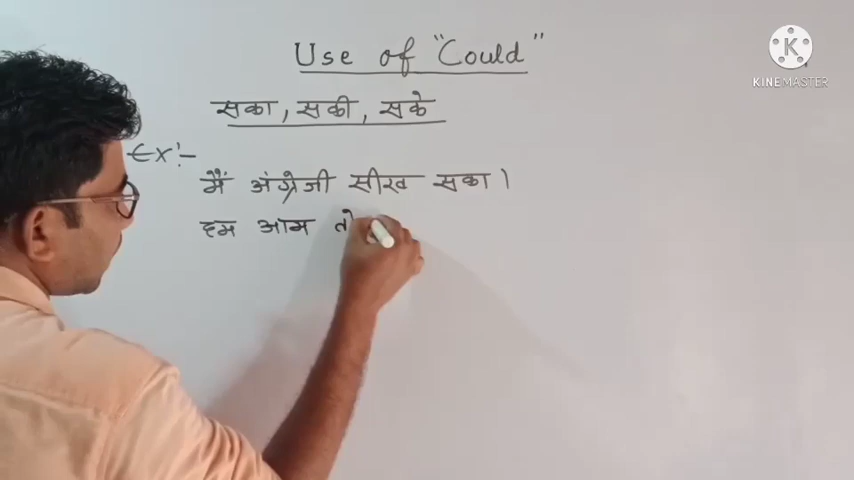 Use of "Could"
सका, सकी, सके
Ex:-
मैं अंग्रेजी सीख सका।
हम आम तो
KINEMASTER